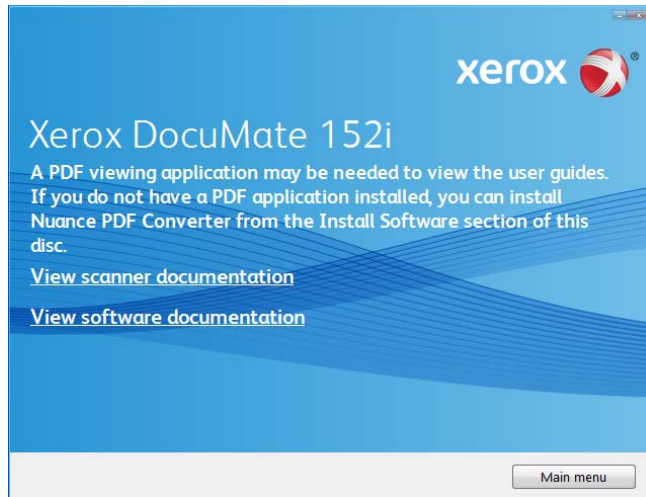 xerox
Xerox DocuMate 152i
A PDF viewing application may be needed to view the user guides.
If you do not have a PDF application installed, you can install
Nuance PDF Converter from the Install Software section of this
disc.
View scanner documentation
View software documentation
Main menu